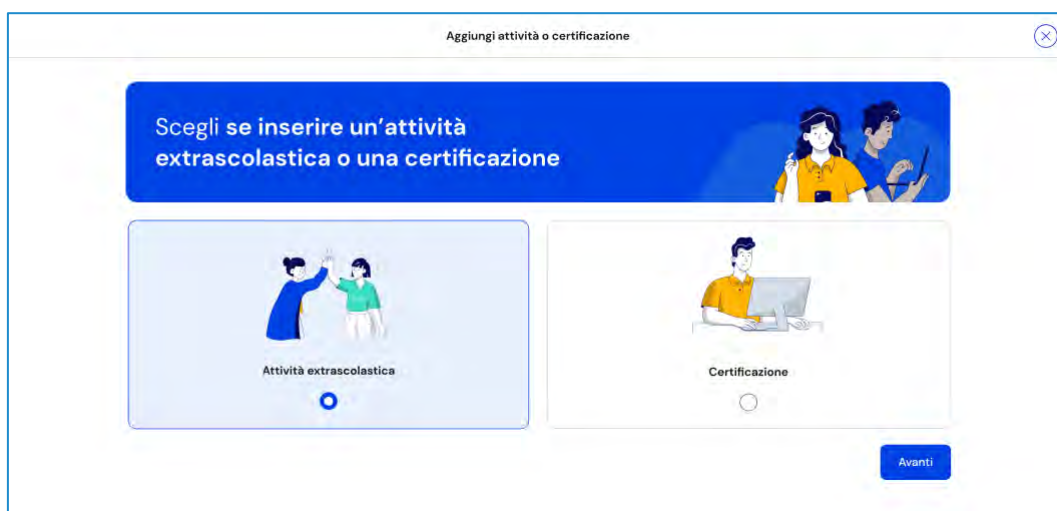 Aggiungi attività o certificazione
Scegli se inserire un'attività
extrascolastica o una certificazione
Attività extrascolastica
Certificazione
Avanti